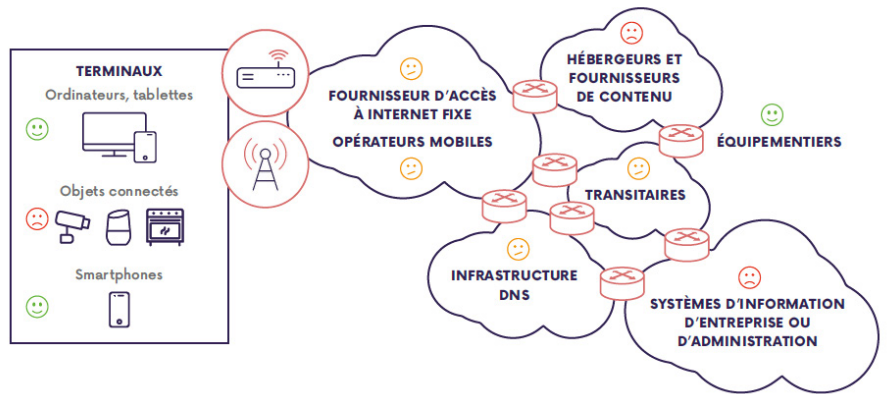 TERMINAUX
Ordinateurs, tablettes
Objets connectés
Smartphones
FOURNISSEUR D'ACCÈS
À INTERNET FIXE
OPÉRATEURS MOBILES
HÉBERGEURS ET
FOURNISSEURS
DE CONTENU
ÉQUIPEMENTIERS
TRANSITAIRES
INFRASTRUCTURE
DNS
SYSTÈMES D'INFORMATION
D'ENTREPRISE OU
D'ADMINISTRATION